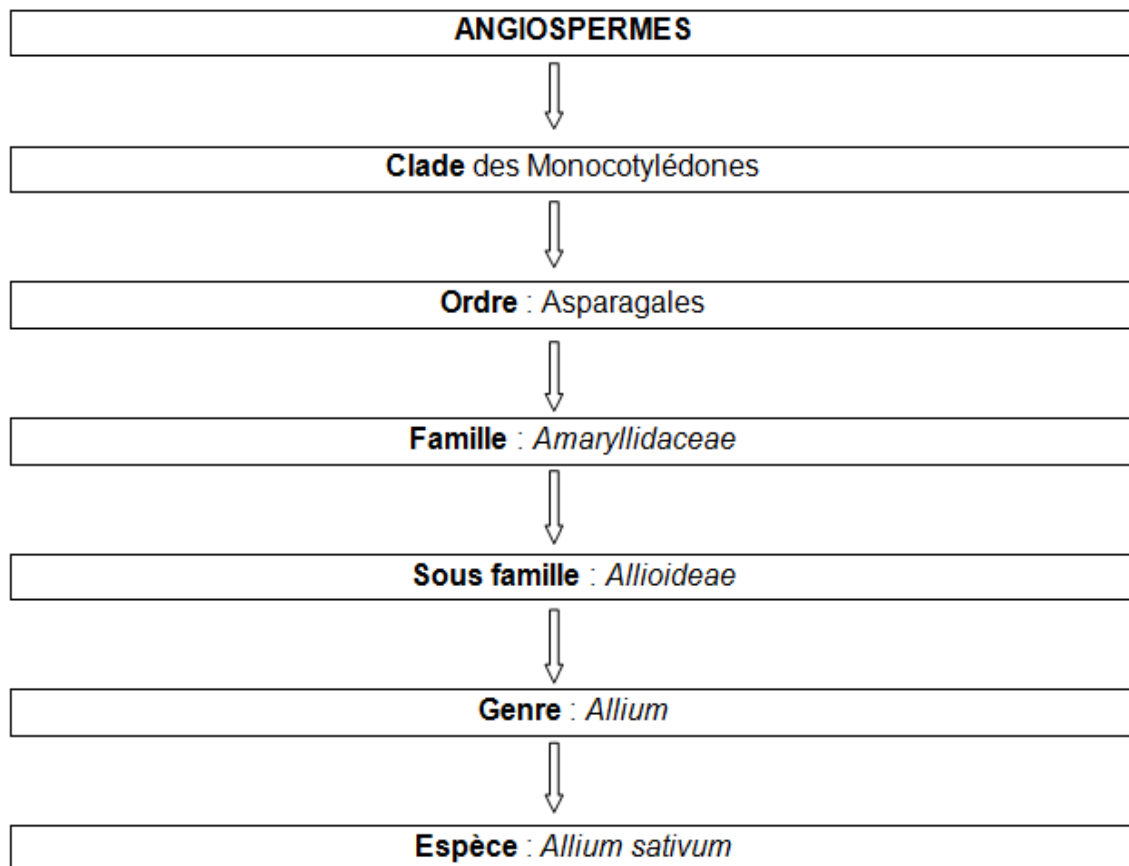 ANGIOSPERMES
Clade des Monocotylédones
Ordre : Asparagales
Famille : Amaryllidaceae
Sous famille : Allioideae
Genre : Allium
Espèce : Allium sativum